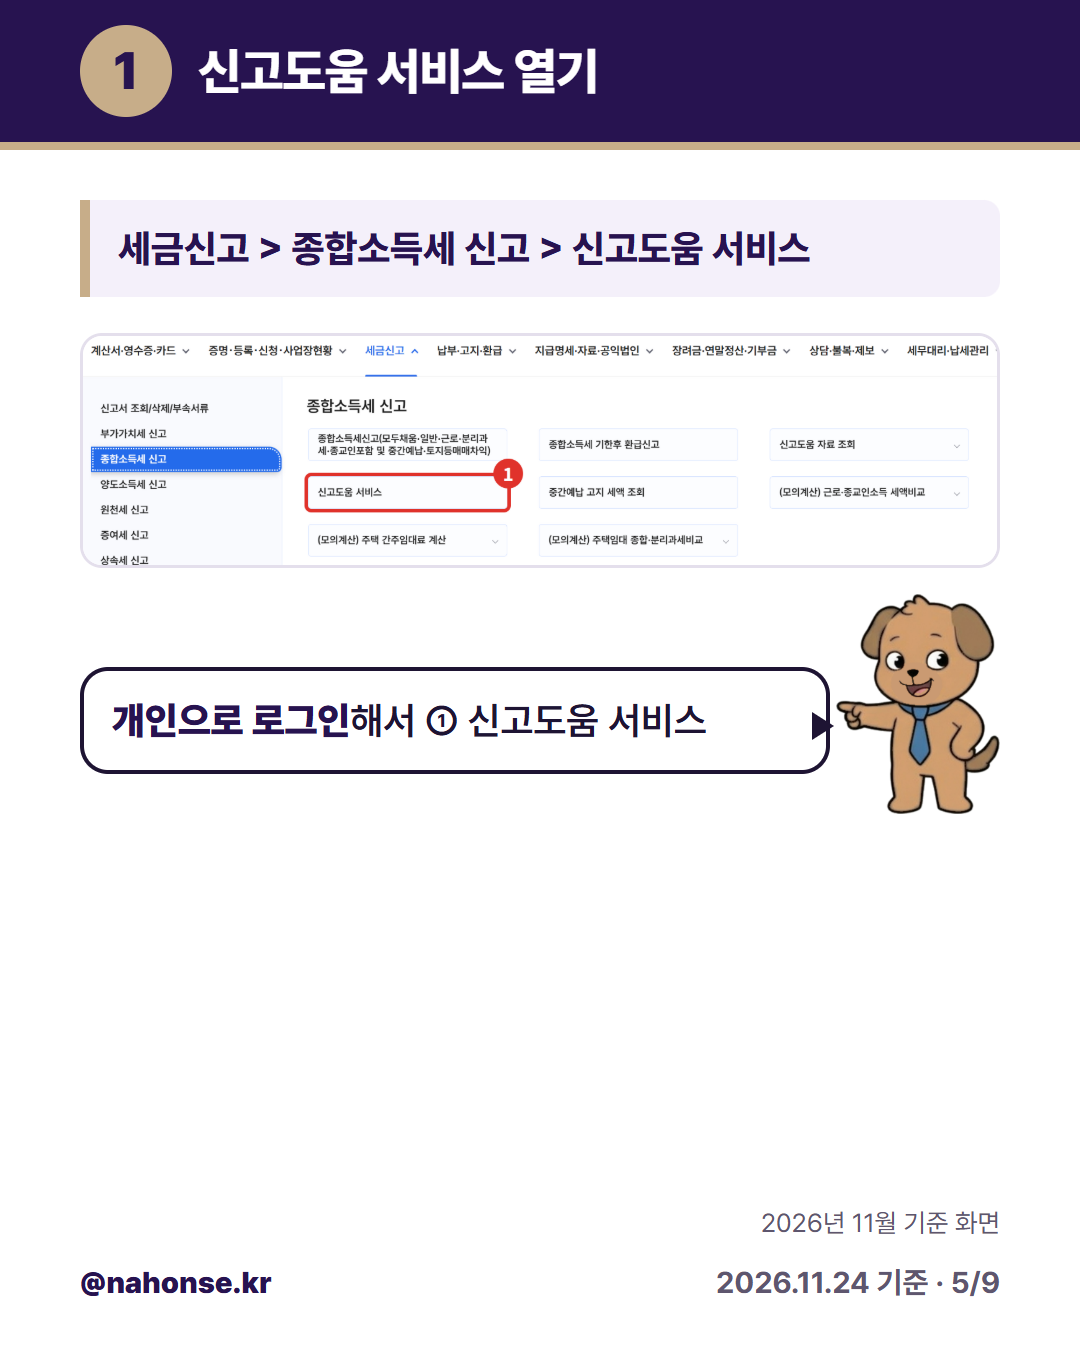 1 신고도움 서비스 열기
세금신고 > 종합소득세 신고 > 신고도움 서비스
계산서·영수증·카드 증명·등록·신청·사업장현황 세금신고 납부·고지·환급 지급명세·자료·공익법인 장려금·연말정산·기부금 상담·불복·제보 세무대리·납세관리
신고서 조회/삭제/부속서류
부가가치세 신고
종합소득세 신고
양도소득세 신고
원천세 신고
증여세 신고
상속세 신고
종합소득세 신고
종합소득세신고(모두채움·일반·근로·분리과
세·종교인포함 및 중간예납·토지등매매차익)
종합소득세 기한후 환급신고
신고도움 자료 조회
신고도움 서비스
1
중간예납 고지 세액 조회
(모의계산) 근로·종교인소득 세액비교
(모의계산) 주택 간주임대료 계산
(모의계산) 주택임대 종합·분리과세비교
개인으로 로그인해서 ① 신고도움 서비스
2026년 11월 기준 화면
@nahonse.kr
2026.11.24 기준 · 5/9